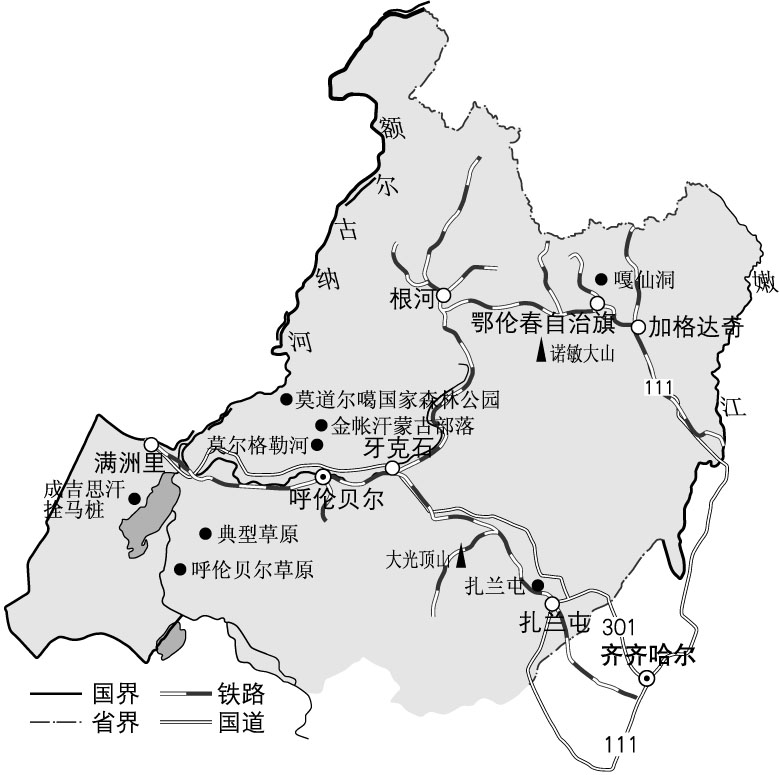 额
尔
古
纳
河
嫩
江
嘎仙洞
根河
鄂伦春自治旗
加格达奇
诺敏大山
111
莫道尔噶国家森林公园
金帐汗蒙古部落
莫尔格勒河
牙克石
满洲里
成吉思汗
拴马桩
呼伦贝尔
典型草原
呼伦贝尔草原
大光顶山
扎兰屯
扎兰屯
301
齐齐哈尔
111
国界
铁路
省界
国道